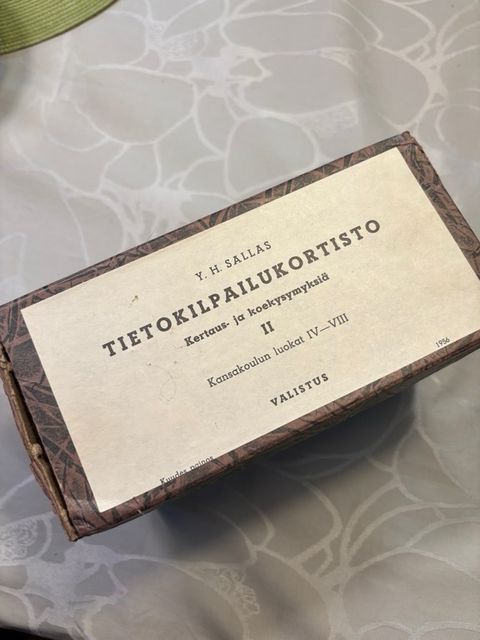 Y. H. SALLAS
TIETOKILPAILUKORTISTO
Kertaus- ja koekysymyksiä
II
Kansakoulun luokat IV—VIII
VALISTUS
1956
Kuudes painos